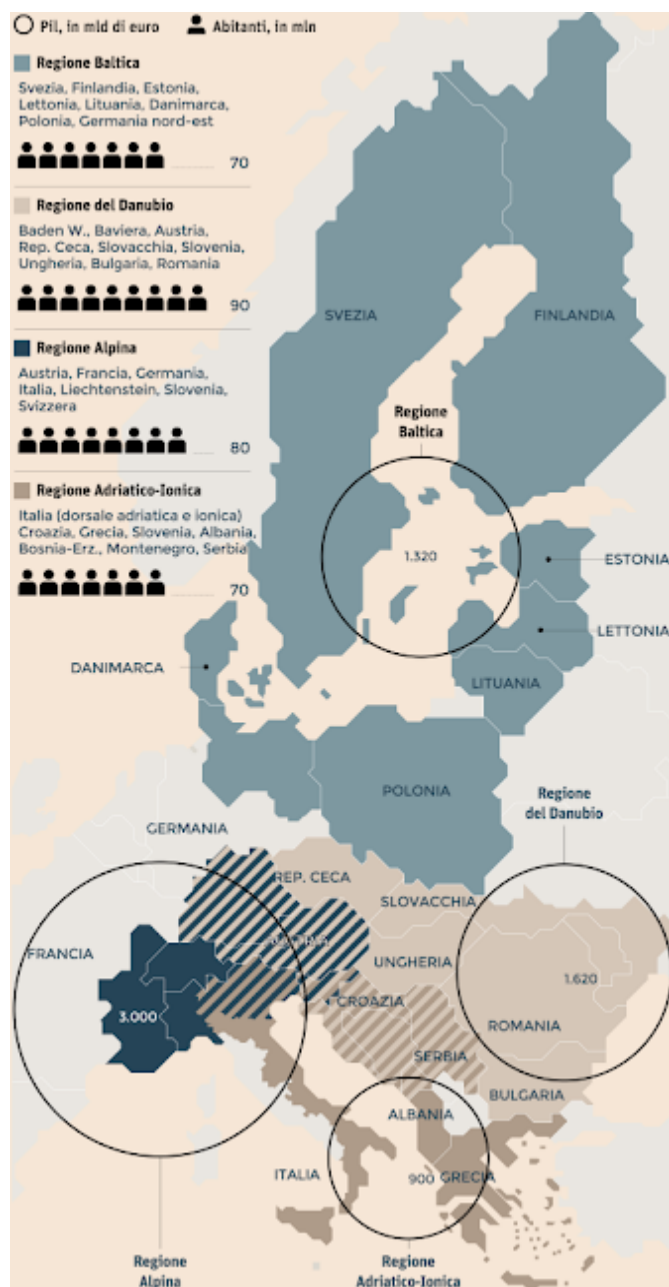 Pil, in mld di euro
Abitanti, in mln
Regione Baltica
Svezia, Finlandia, Estonia,
Lettonia, Lituania, Danimarca,
Polonia, Germania nord-est
70
Regione del Danubio
Baden W., Baviera, Austria,
Rep. Ceca, Slovacchia, Slovenia,
Ungheria, Bulgaria, Romania
90
Regione Alpina
Austria, Francia, Germania,
Italia, Liechtenstein, Slovenia,
Svizzera
80
Regione Adriatico-Ionica
Italia (dorsale adriatica e ionica)
Croazia, Grecia, Slovenia, Albania,
Bosnia-Erz., Montenegro, Serbia
70
SVEZIA
FINLANDIA
Regione
Baltica
1.320
ESTONIA
LETTONIA
DANIMARCA
LITUANIA
POLONIA
Regione
del Danubio
GERMANIA
REP. CECA
SLOVACCHIA
FRANCIA
UNGHERIA
1.620
CROAZIA
3.000
ROMANIA
SERBIA
BULGARIA
ALBANIA
ITALIA
900
GRECIA
Regione
Alpina
Regione
Adriatico-Ionica